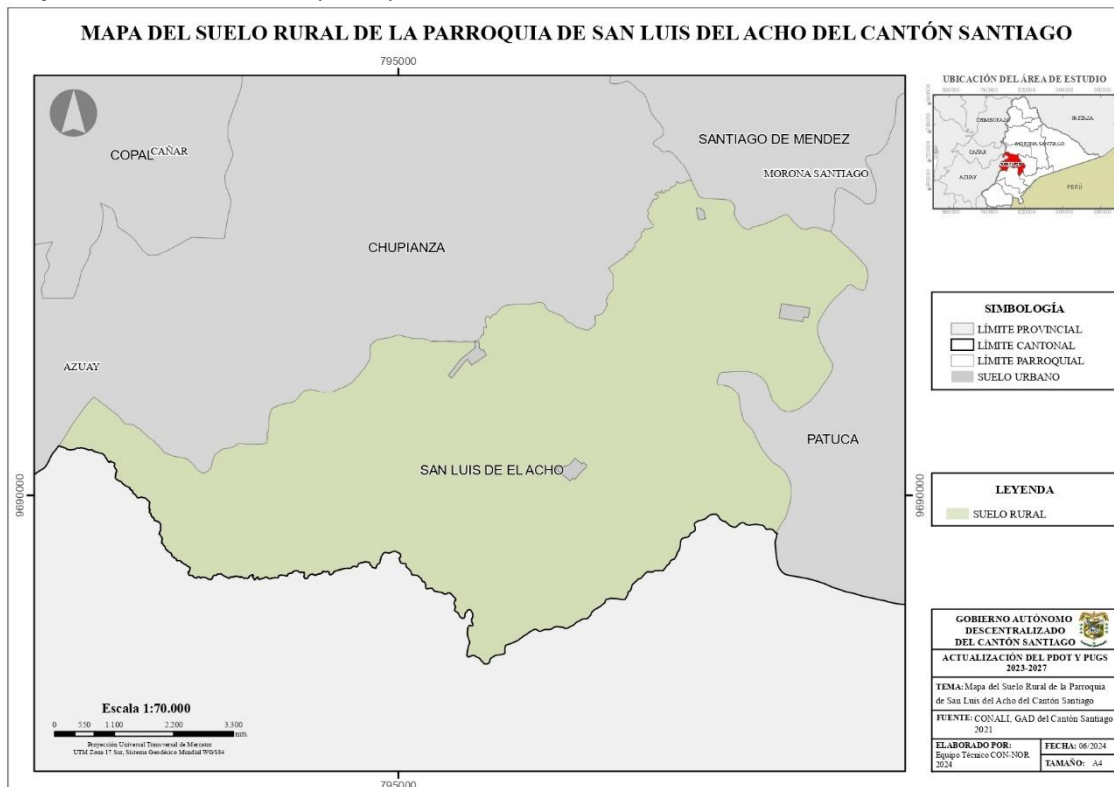 MAPA DEL SUELO RURAL DE LA PARROQUIA DE SAN LUIS DEL ACHO DEL CANTÓN SANTIAGO
795000
COPAL
CAÑAR
SANTIAGO DE MENDEZ
MORONA SANTIAGO
CHUPIANZA
AZUAY
PATUCA
SAN LUIS DE EL ACHO
9690000
9690000
Escala 1:70.000
0 550 1.100 2.200 3.300
mts.
Proyección Universal Transversal de Mercator
UTM Zona 17 Sur, Sistema Geodésico Mundial WGS84
795000
UBICACIÓN DEL ÁREA DE ESTUDIO
CHIMBORAZO
PASTAZA
MORONA SANTIAGO
CAÑAR
AZUAY
PERÚ
SIMBOLOGÍA
LÍMITE PROVINCIAL
LÍMITE CANTONAL
LÍMITE PARROQUIAL
SUELO URBANO
LEYENDA
SUELO RURAL
GOBIERNO AUTÓNOMO
DESCENTRALIZADO
DEL CANTÓN SANTIAGO
ACTUALIZACIÓN DEL PDOT Y PUGS
2023-2027
TEMA: Mapa del Suelo Rural de la Parroquia
de San Luis del Acho del Cantón Santiago
FUENTE: CONALI, GAD del Cantón Santiago
2021
ELABORADO POR:
Equipo Técnico CON-NOR
2024
FECHA: 06/2024
TAMAÑO: A4